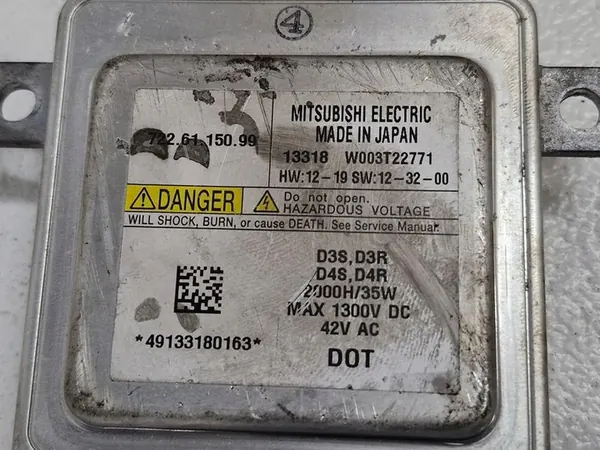 4
3
722.61.150.99
MITSUBISHI ELECTRIC
MADE IN JAPAN
13318 W003T22771
HW:12-19 SW:12-32-00
DANGER
Do not open.
HAZARDOUS VOLTAGE
WILL SHOCK, BURN, or cause DEATH. See Service Manual.
D3S,D3R
D4S,D4R
2000H/35W
MAX 1300V DC
42V AC
*49133180163*
DOT